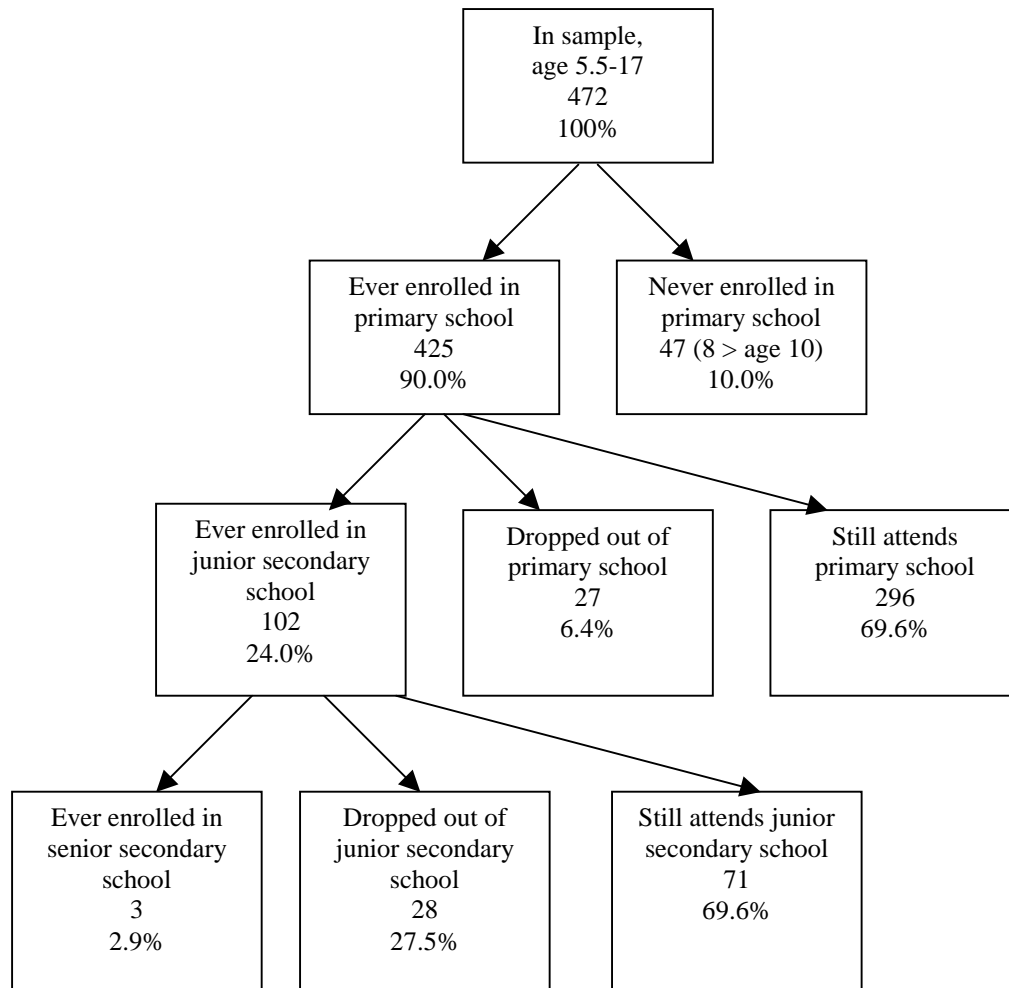 In sample,
age 5.5-17
472
100%
Ever enrolled in
primary school
425
90.0%
Never enrolled in
primary school
47 (8 > age 10)
10.0%
Ever enrolled in
junior secondary
school
102
24.0%
Dropped out of
primary school
27
6.4%
Still attends
primary school
296
69.6%
Ever enrolled in
senior secondary
school
3
2.9%
Dropped out of
junior secondary
school
28
27.5%
Still attends junior
secondary school
71
69.6%